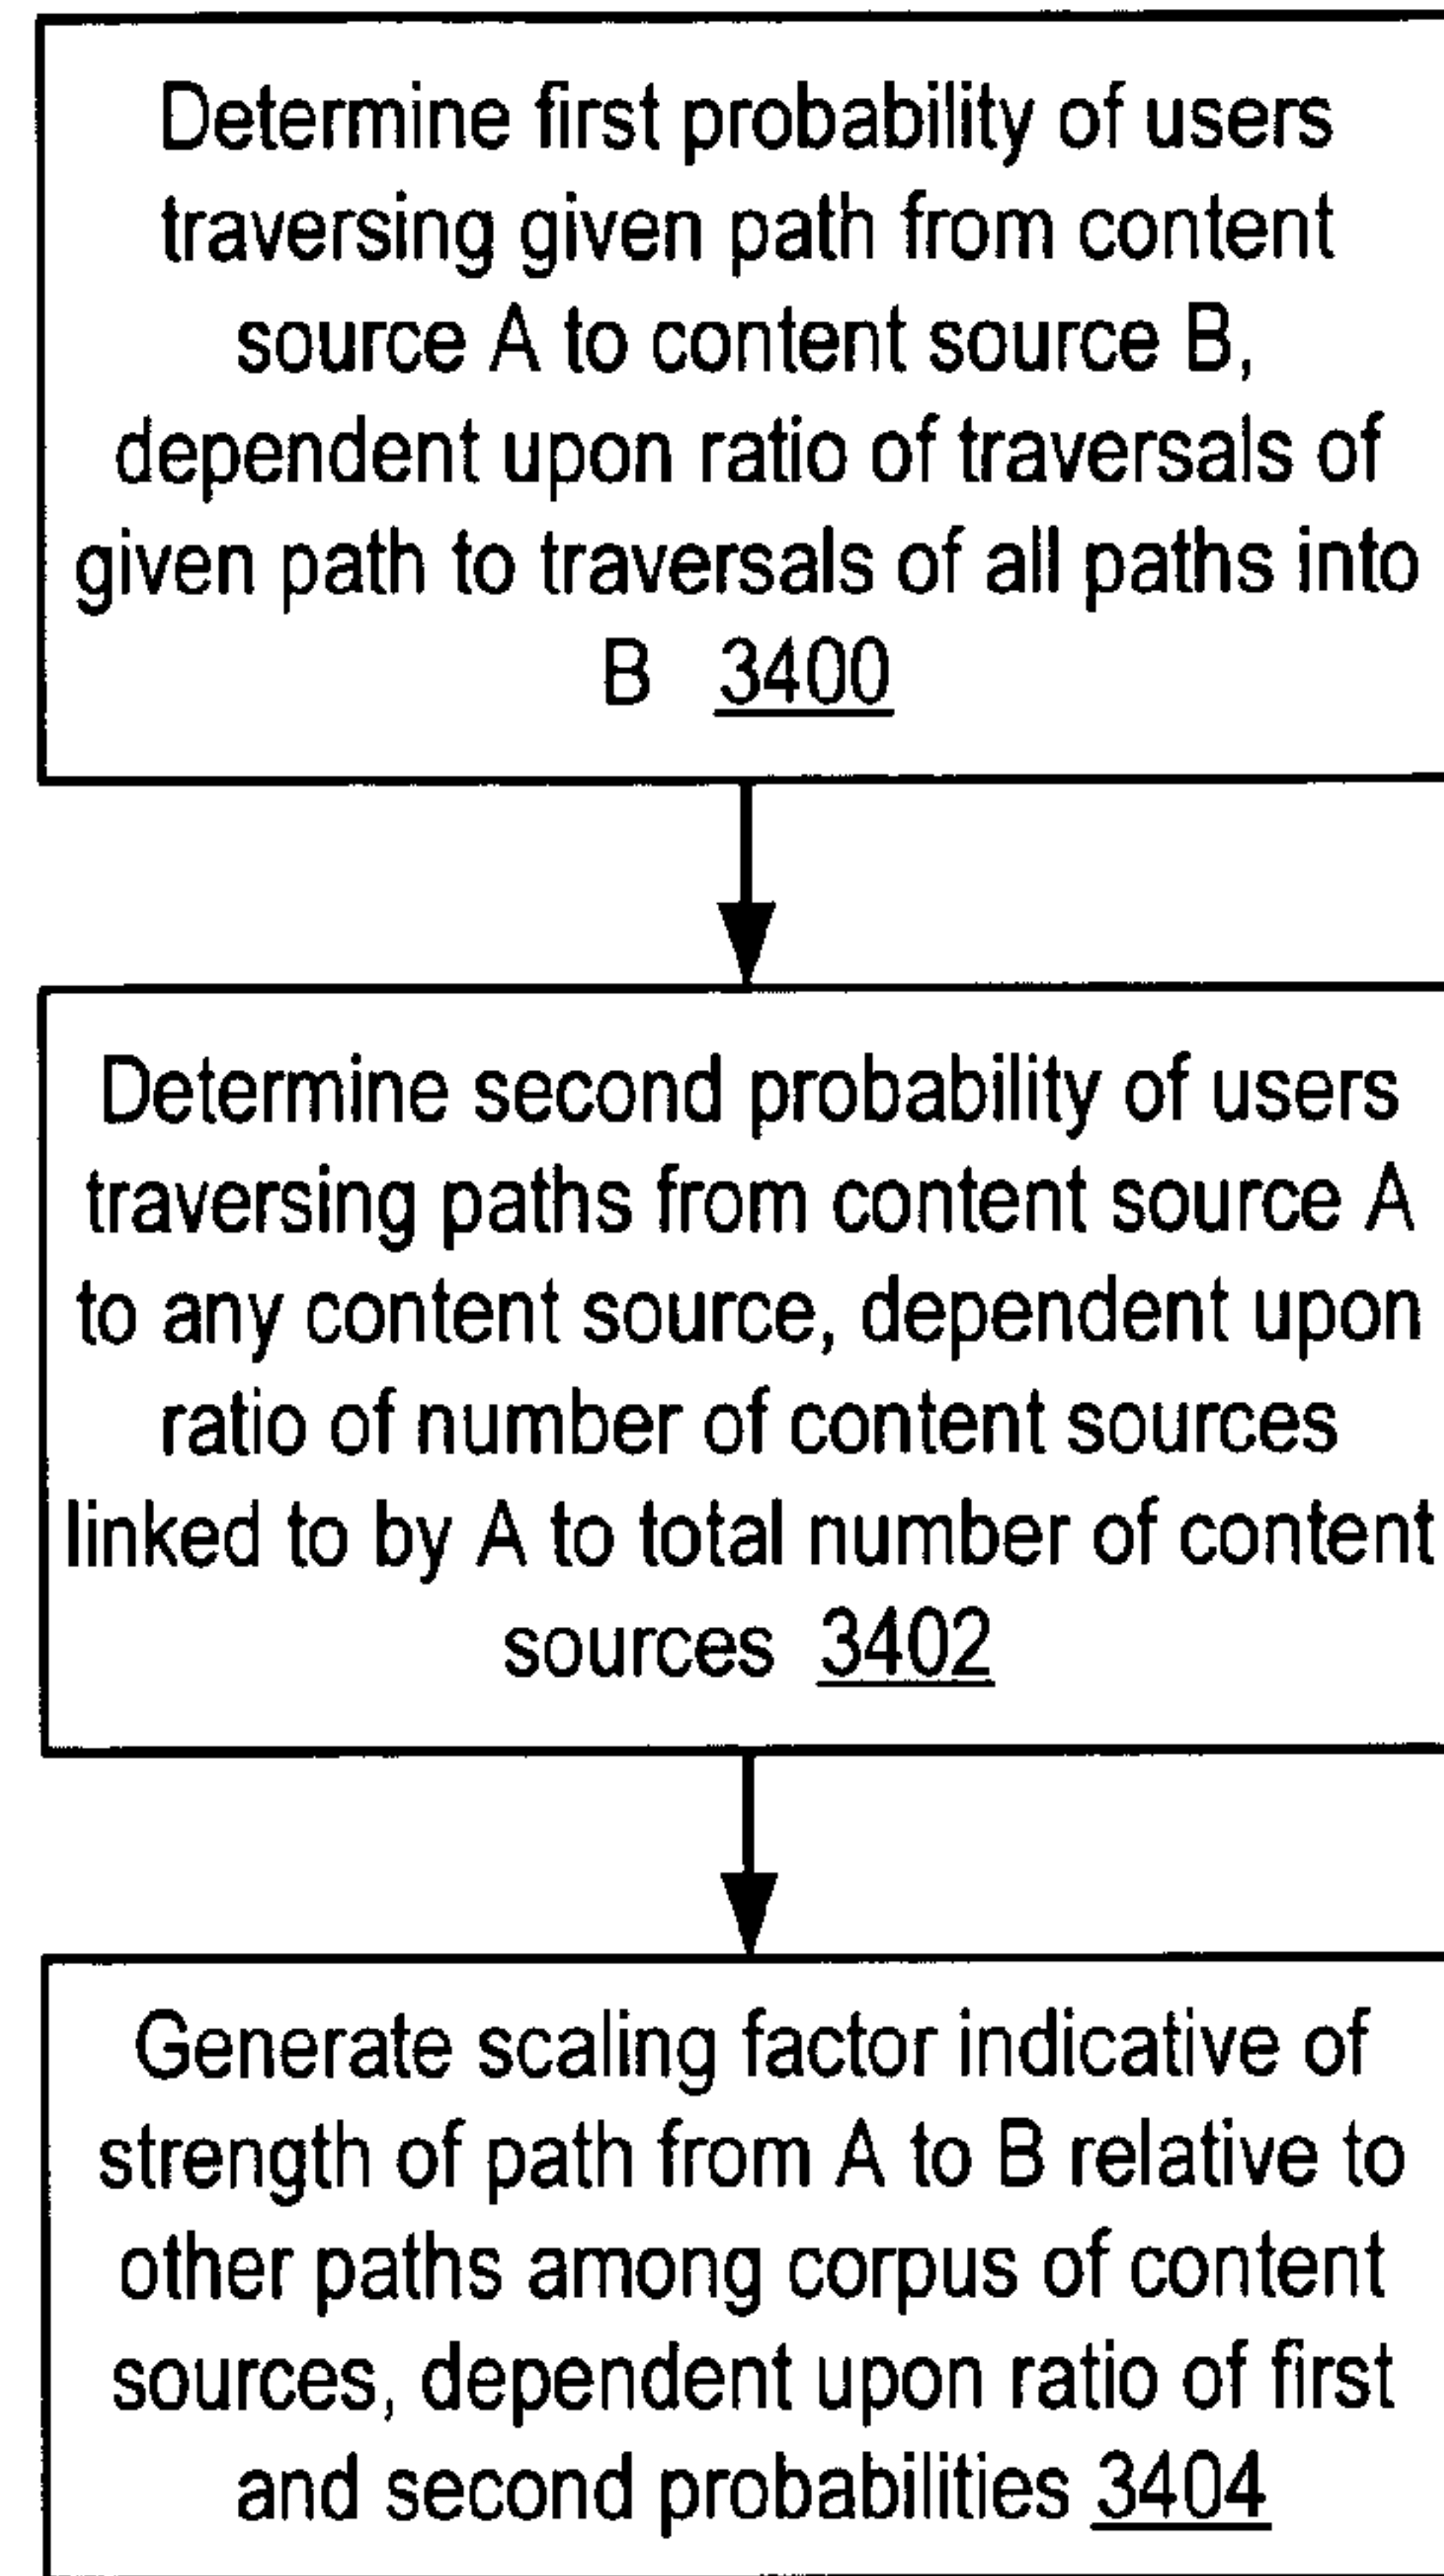 Determine first probability of users
traversing given path from content
source A to content source B,
dependent upon ratio of traversals of
given path to traversals of all paths into
B 3400
Determine second probability of users
traversing paths from content source A
to any content source, dependent upon
ratio of number of content sources
linked to by A to total number of content
sources 3402
Generate scaling factor indicative of
strength of path from A to B relative to
other paths among corpus of content
sources, dependent upon ratio of first
and second probabilities 3404